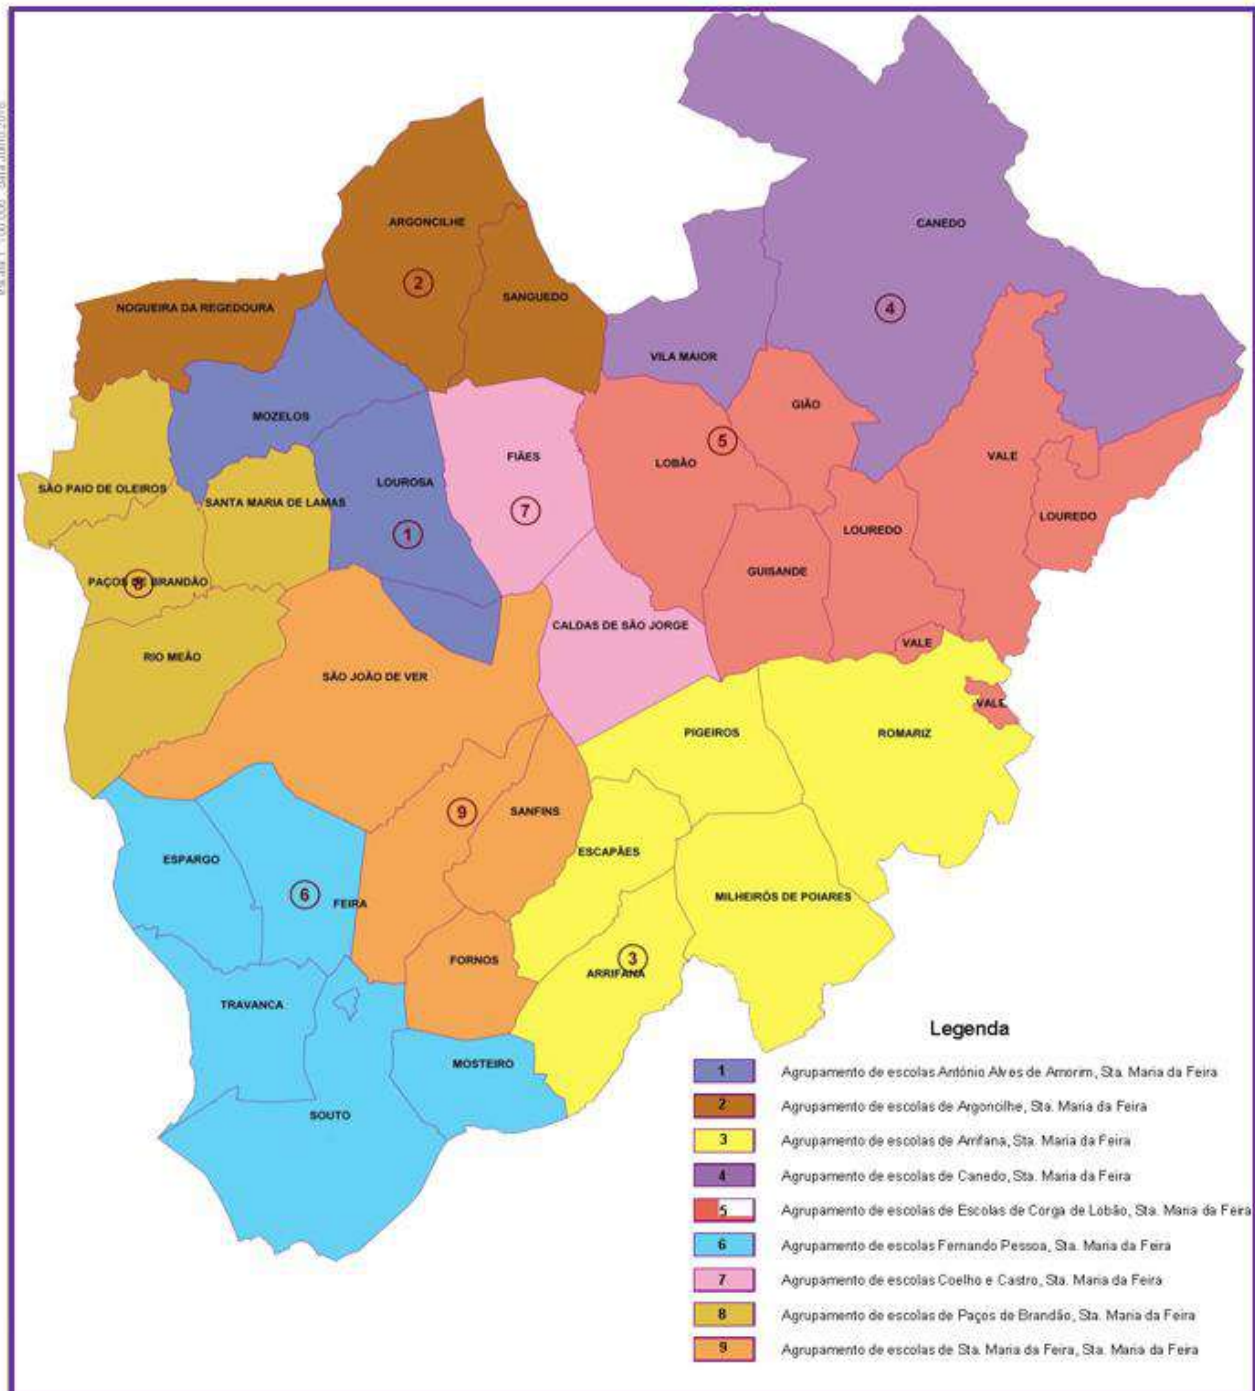 CANEDO
ARGONCILHE
2
SANGUEDO
NOGUEIRA DA REGEDOURA
4
VILA MAIOR
GIÃO
MOZELOS
5
FIÃES
LOBÃO
VALE
LOUROSA
SÃO PAIO DE OLEIROS
SANTA MARIA DE LAMAS
7
LOUREDO
LOUREDO
1
GUISANDE
PAÇOS DE BRANDÃO
8
CALDAS DE SÃO JORGE
VALE
RIO MEÃO
SÃO JOÃO DE VER
VALE
PIGEIROS
ROMARIZ
9
SANFINS
ESCAPÃES
ESPARGO
6
FEIRA
MILHEIRÓS DE POIARES
FORNOS
3
ARRIFANA
TRAVANCA
MOSTEIRO
SOUTO
Legenda
1 Agrupamento de escolas António Alves de Amorim, Sta. Maria da Feira
2 Agrupamento de escolas de Argoncilhe, Sta. Maria da Feira
3 Agrupamento de escolas de Arrifana, Sta. Maria da Feira
4 Agrupamento de escolas de Canedo, Sta. Maria da Feira
5 Agrupamento de escolas de Escolas de Corga de Lobão, Sta. Maria da Feira
6 Agrupamento de escolas Fernando Pessoa, Sta. Maria da Feira
7 Agrupamento de escolas Coelho e Castro, Sta. Maria da Feira
8 Agrupamento de escolas de Paços de Brandão, Sta. Maria da Feira
9 Agrupamento de escolas de Sta. Maria da Feira, Sta. Maria da Feira